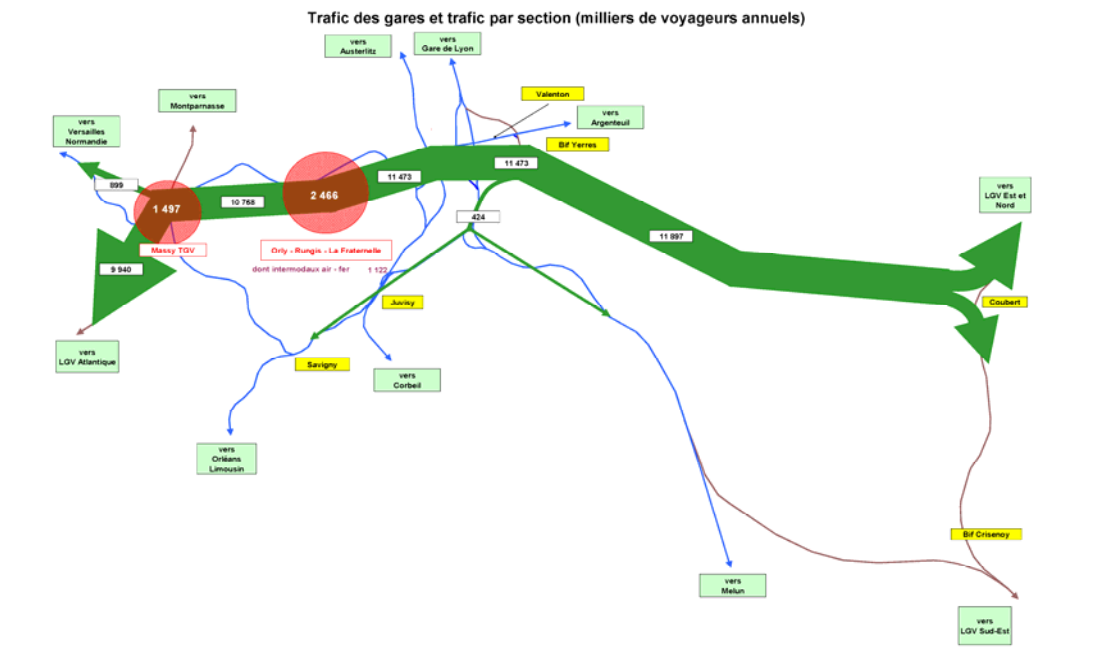 Trafic des gares et trafic par section (milliers de voyageurs annuels)
vers
Austerlitz
vers
Gare de Lyon
vers
Montparnasse
Valenton
vers
Argenteuil
vers
Versailles
Normandie
Bif Yerres
11 473
11 473
899
vers
LGV Est et
Nord
1 497
10 768
2 466
424
11 897
Massy TGV
Orly - Rungis - La Fraternelle
dont intermodaux air - fer
1 122
9 940
Juvisy
Coubert
vers
LGV Atlantique
Savigny
vers
Corbeil
vers
Orléans
Limousin
Bif Crisenoy
vers
Melun
vers
LGV Sud-Est